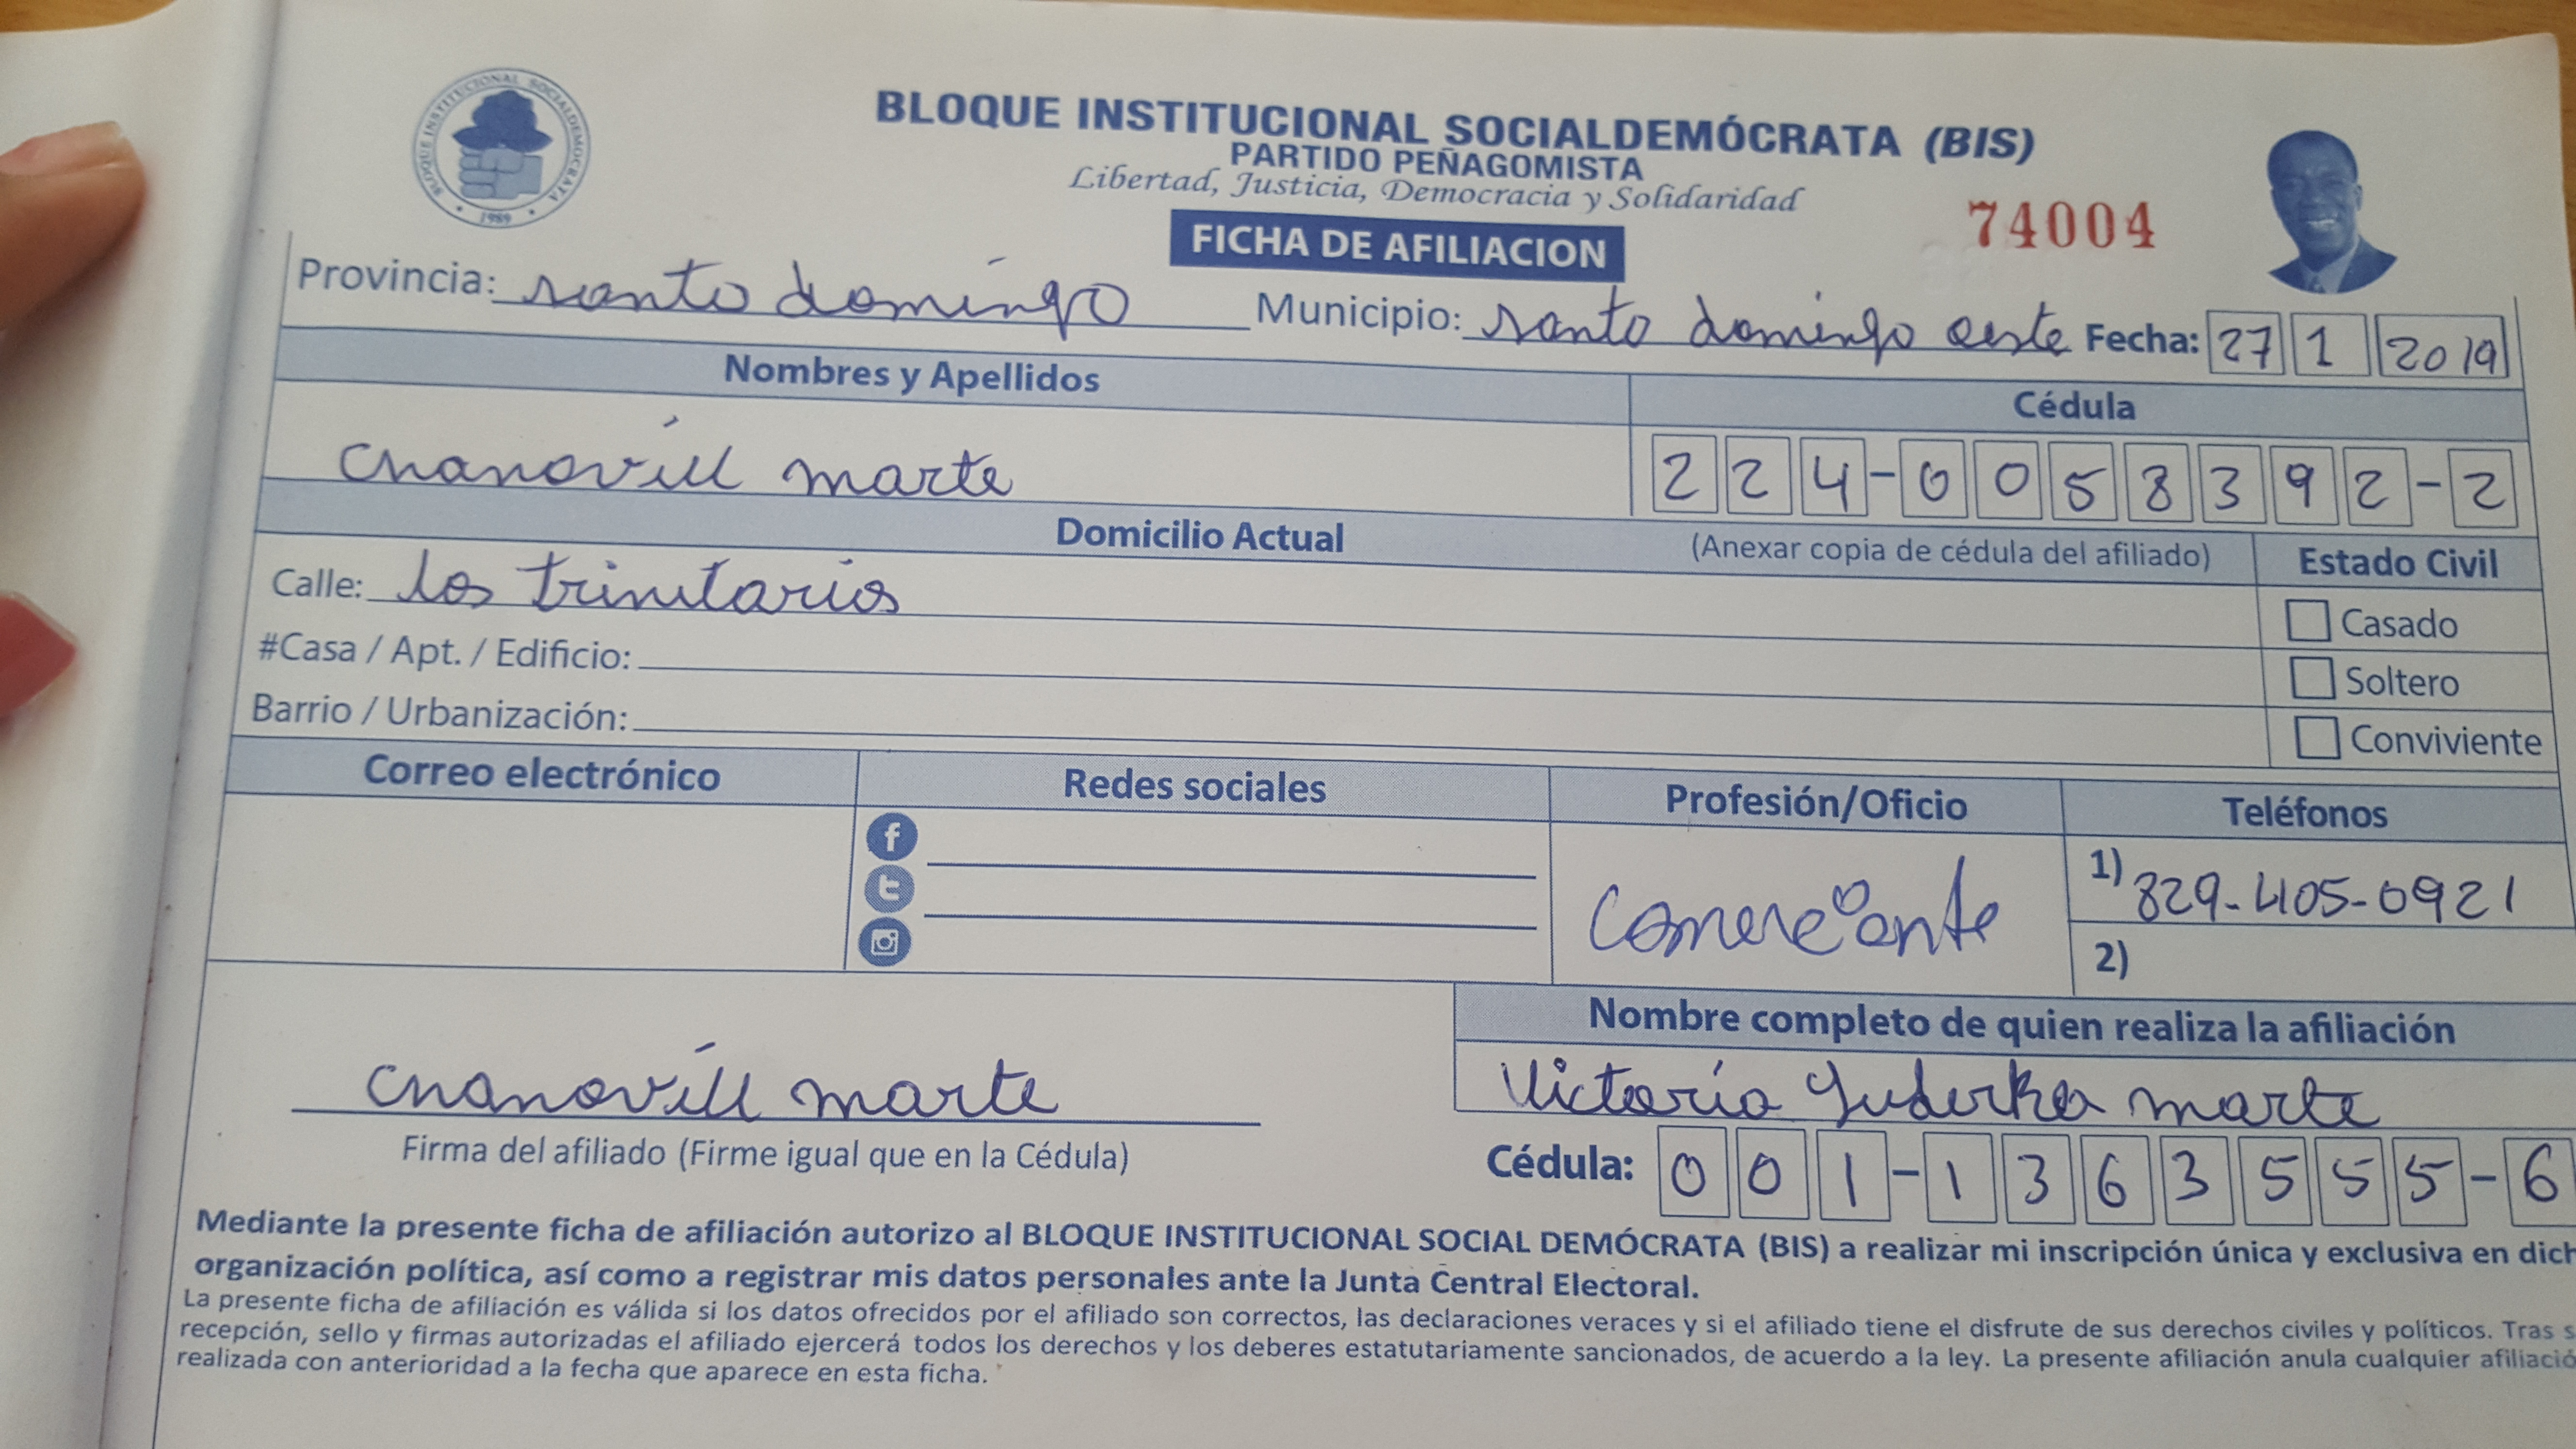 BLOQUE INSTITUCIONAL SOCIALDEMOCRATA
1989
BLOQUE INSTITUCIONAL SOCIALDEMÓCRATA (BIS)
PARTIDO PEÑAGOMISTA
Libertad, Justicia, Democracia y Solidaridad
74004
FICHA DE AFILIACION
Provincia: santo domingo Municipio: santo domingo oeste Fecha: 27 1 2019
Nombres y Apellidos Cédula
Cnanovill marte 224-0058392-2
Domicilio Actual (Anexar copia de cédula del afiliado) Estado Civil
Calle: los trinitarios Casado
#Casa / Apt. / Edificio: Soltero
Barrio / Urbanización: Conviviente
Correo electrónico Redes sociales Profesión/Oficio Teléfonos
Comerciante 1) 829-405-0921
2)
Nombre completo de quien realiza la afiliación
Cnanovill marte Victoria Yuderka marte
Firma del afiliado (Firme igual que en la Cédula) Cédula: 001-1363555-6
Mediante la presente ficha de afiliación autorizo al BLOQUE INSTITUCIONAL SOCIAL DEMÓCRATA (BIS) a realizar mi inscripción única y exclusiva en dich
organización política, así como a registrar mis datos personales ante la Junta Central Electoral.
La presente ficha de afiliación es válida si los datos ofrecidos por el afiliado son correctos, las declaraciones veraces y si el afiliado tiene el disfrute de sus derechos civiles y políticos. Tras s
recepción, sello y firmas autorizadas el afiliado ejercerá todos los derechos y los deberes estatutariamente sancionados, de acuerdo a la ley. La presente afiliación anula cualquier afiliació
realizada con anterioridad a la fecha que aparece en esta ficha.